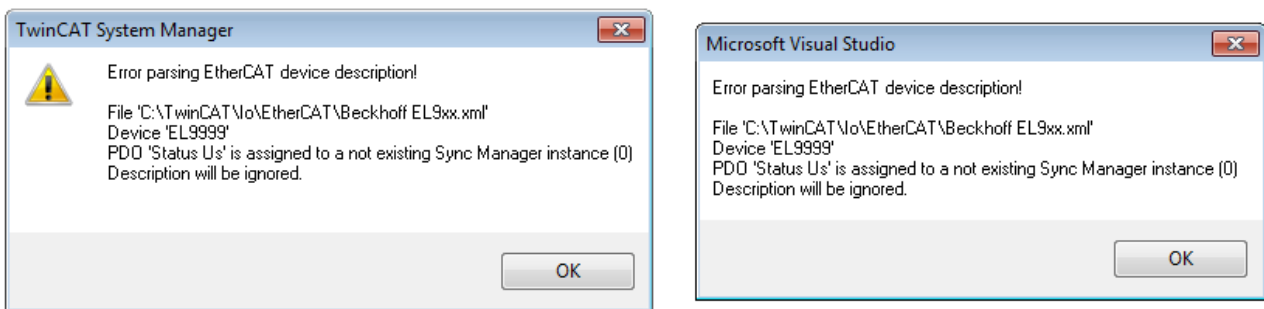 TwinCAT System Manager
Error parsing EtherCAT device description!
File 'C:\TwinCAT\Io\EtherCAT\Beckhoff EL9xx.xml'
Device 'EL9999'
PDO 'Status Us' is assigned to a not existing Sync Manager instance (0)
Description will be ignored.
OK
Microsoft Visual Studio
Error parsing EtherCAT device description!
File 'C:\TwinCAT\Io\EtherCAT\Beckhoff EL9xx.xml'
Device 'EL9999'
PDO 'Status Us' is assigned to a not existing Sync Manager instance (0)
Description will be ignored.
OK